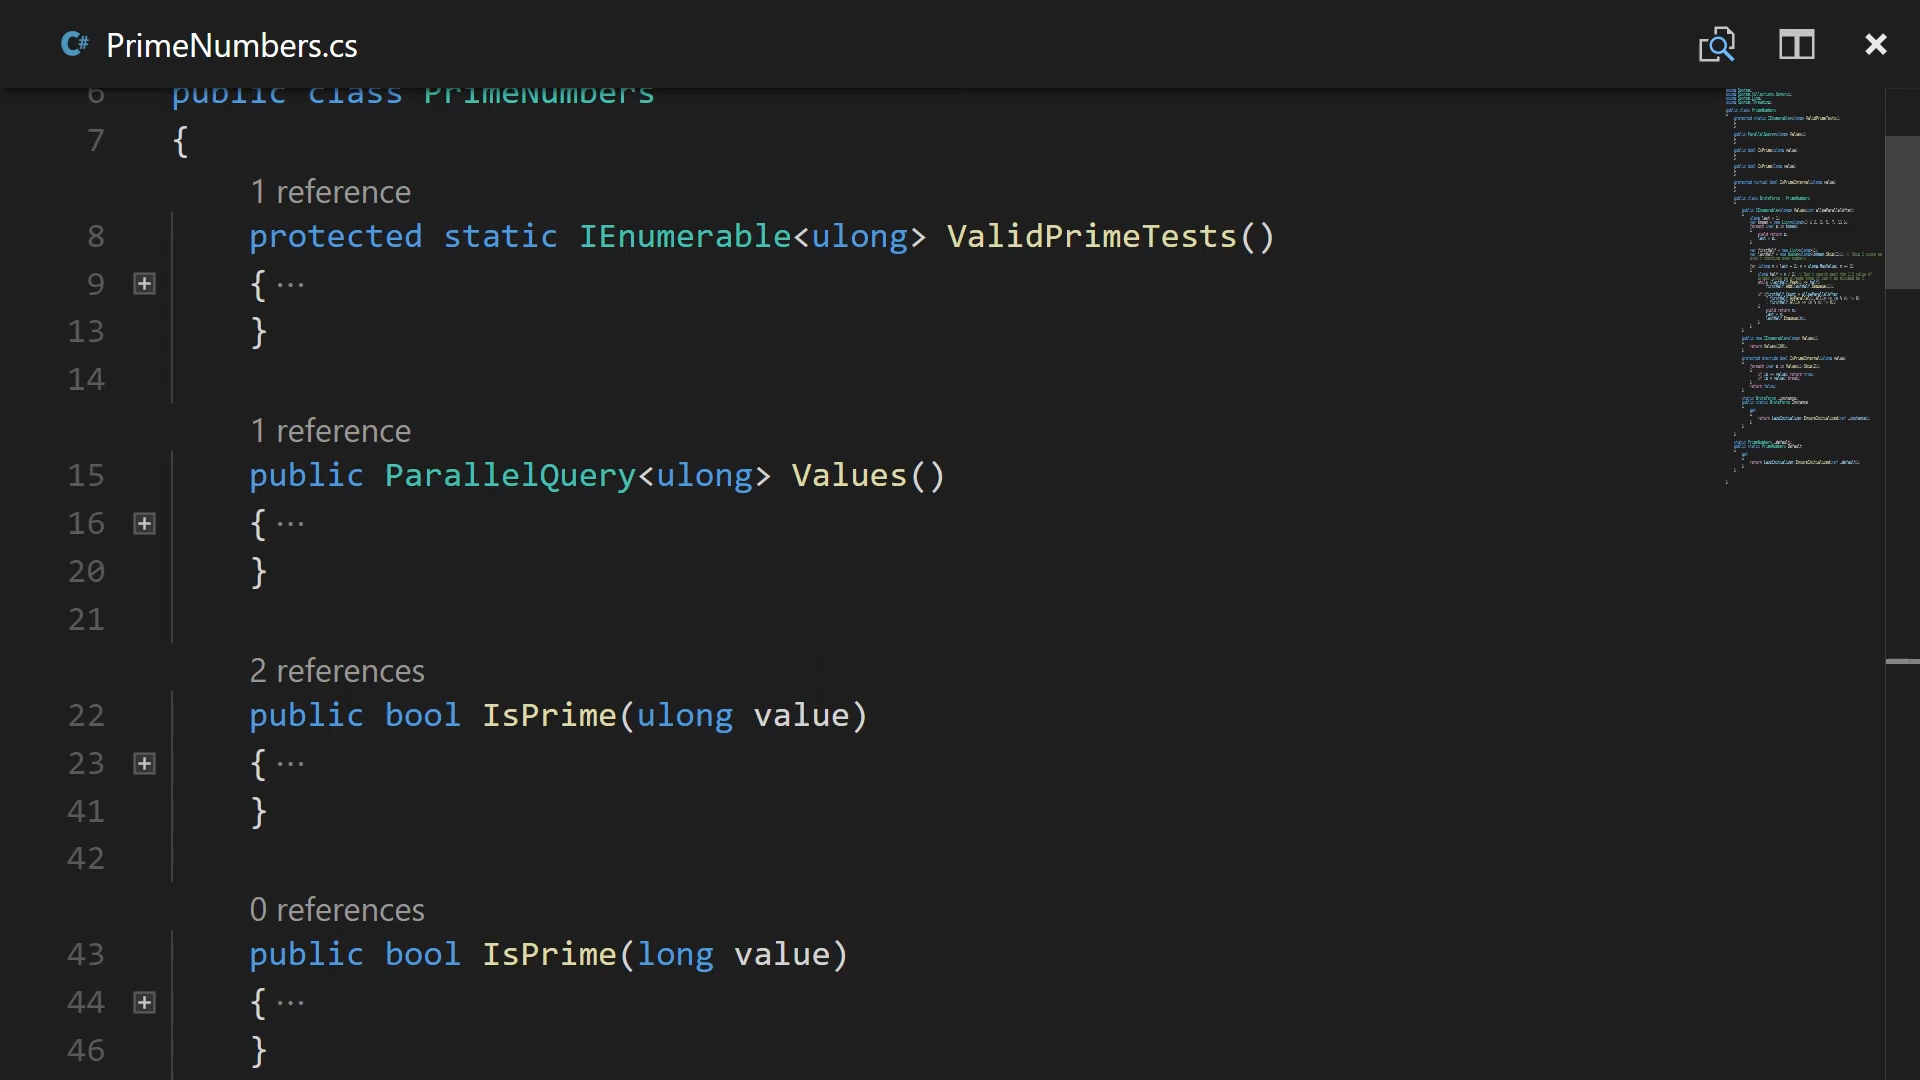 C# PrimeNumbers.cs
6 public class PrimeNumbers
7 {
1 reference
8 protected static IEnumerable<ulong> ValidPrimeTests()
9 { ···
13 }
14
1 reference
15 public ParallelQuery<ulong> Values()
16 { ···
20 }
21
2 references
22 public bool IsPrime(ulong value)
23 { ···
41 }
42
0 references
43 public bool IsPrime(long value)
44 { ···
46 }